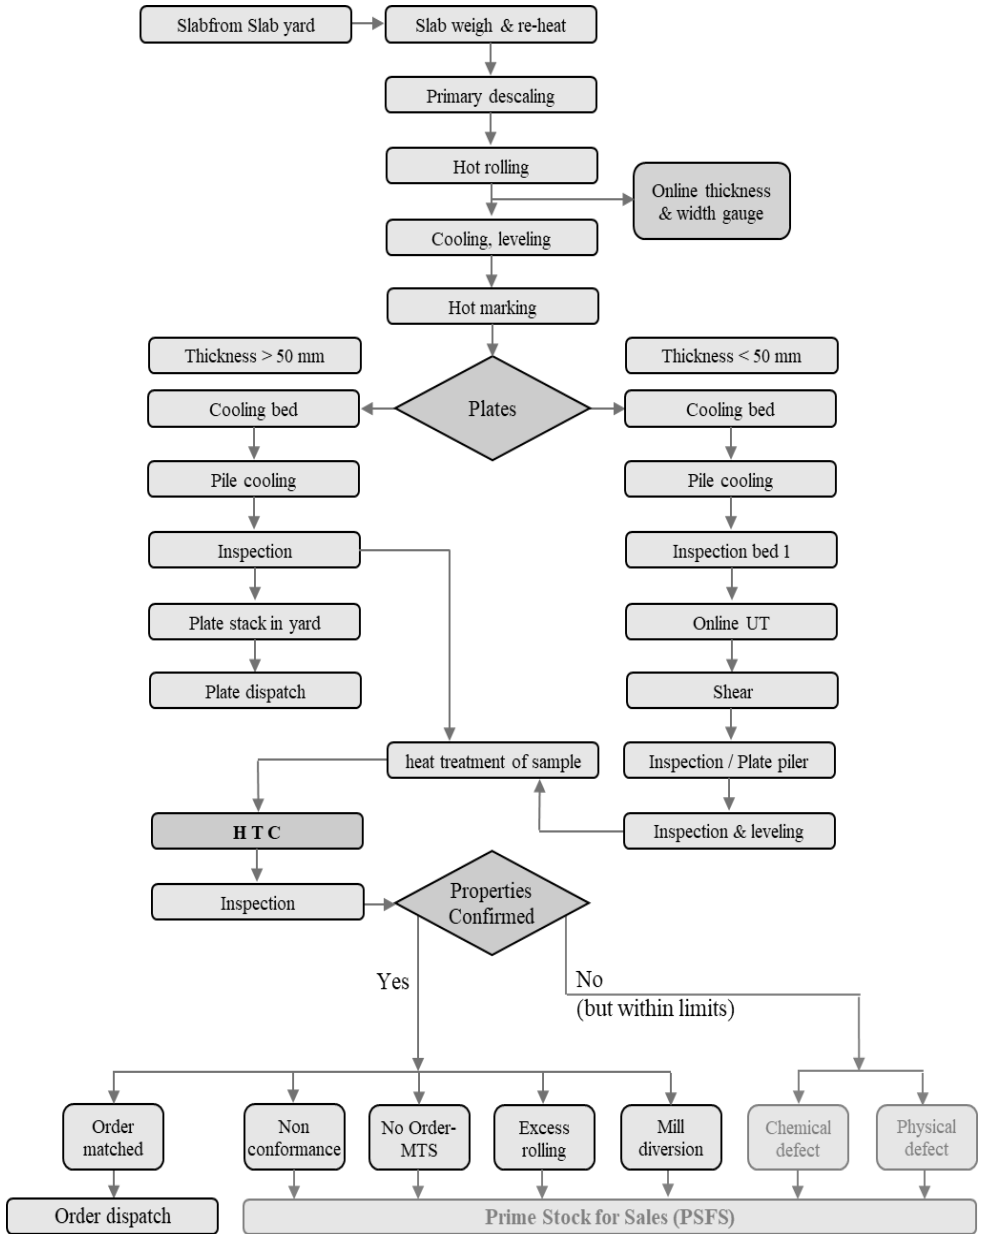 Slabfrom Slab yard
Slab weigh & re-heat
Primary descaling
Hot rolling
Online thickness
& width gauge
Cooling, leveling
Hot marking
Thickness > 50 mm
Thickness < 50 mm
Plates
Cooling bed
Cooling bed
Pile cooling
Pile cooling
Inspection
Inspection bed 1
Plate stack in yard
Online UT
Plate dispatch
Shear
heat treatment of sample
Inspection / Plate piler
H T C
Inspection & leveling
Inspection
Properties
Confirmed
Yes
No
(but within limits)
Order
matched
Non
conformance
No Order-
MTS
Excess
rolling
Mill
diversion
Chemical
defect
Physical
defect
Order dispatch
Prime Stock for Sales (PSFS)